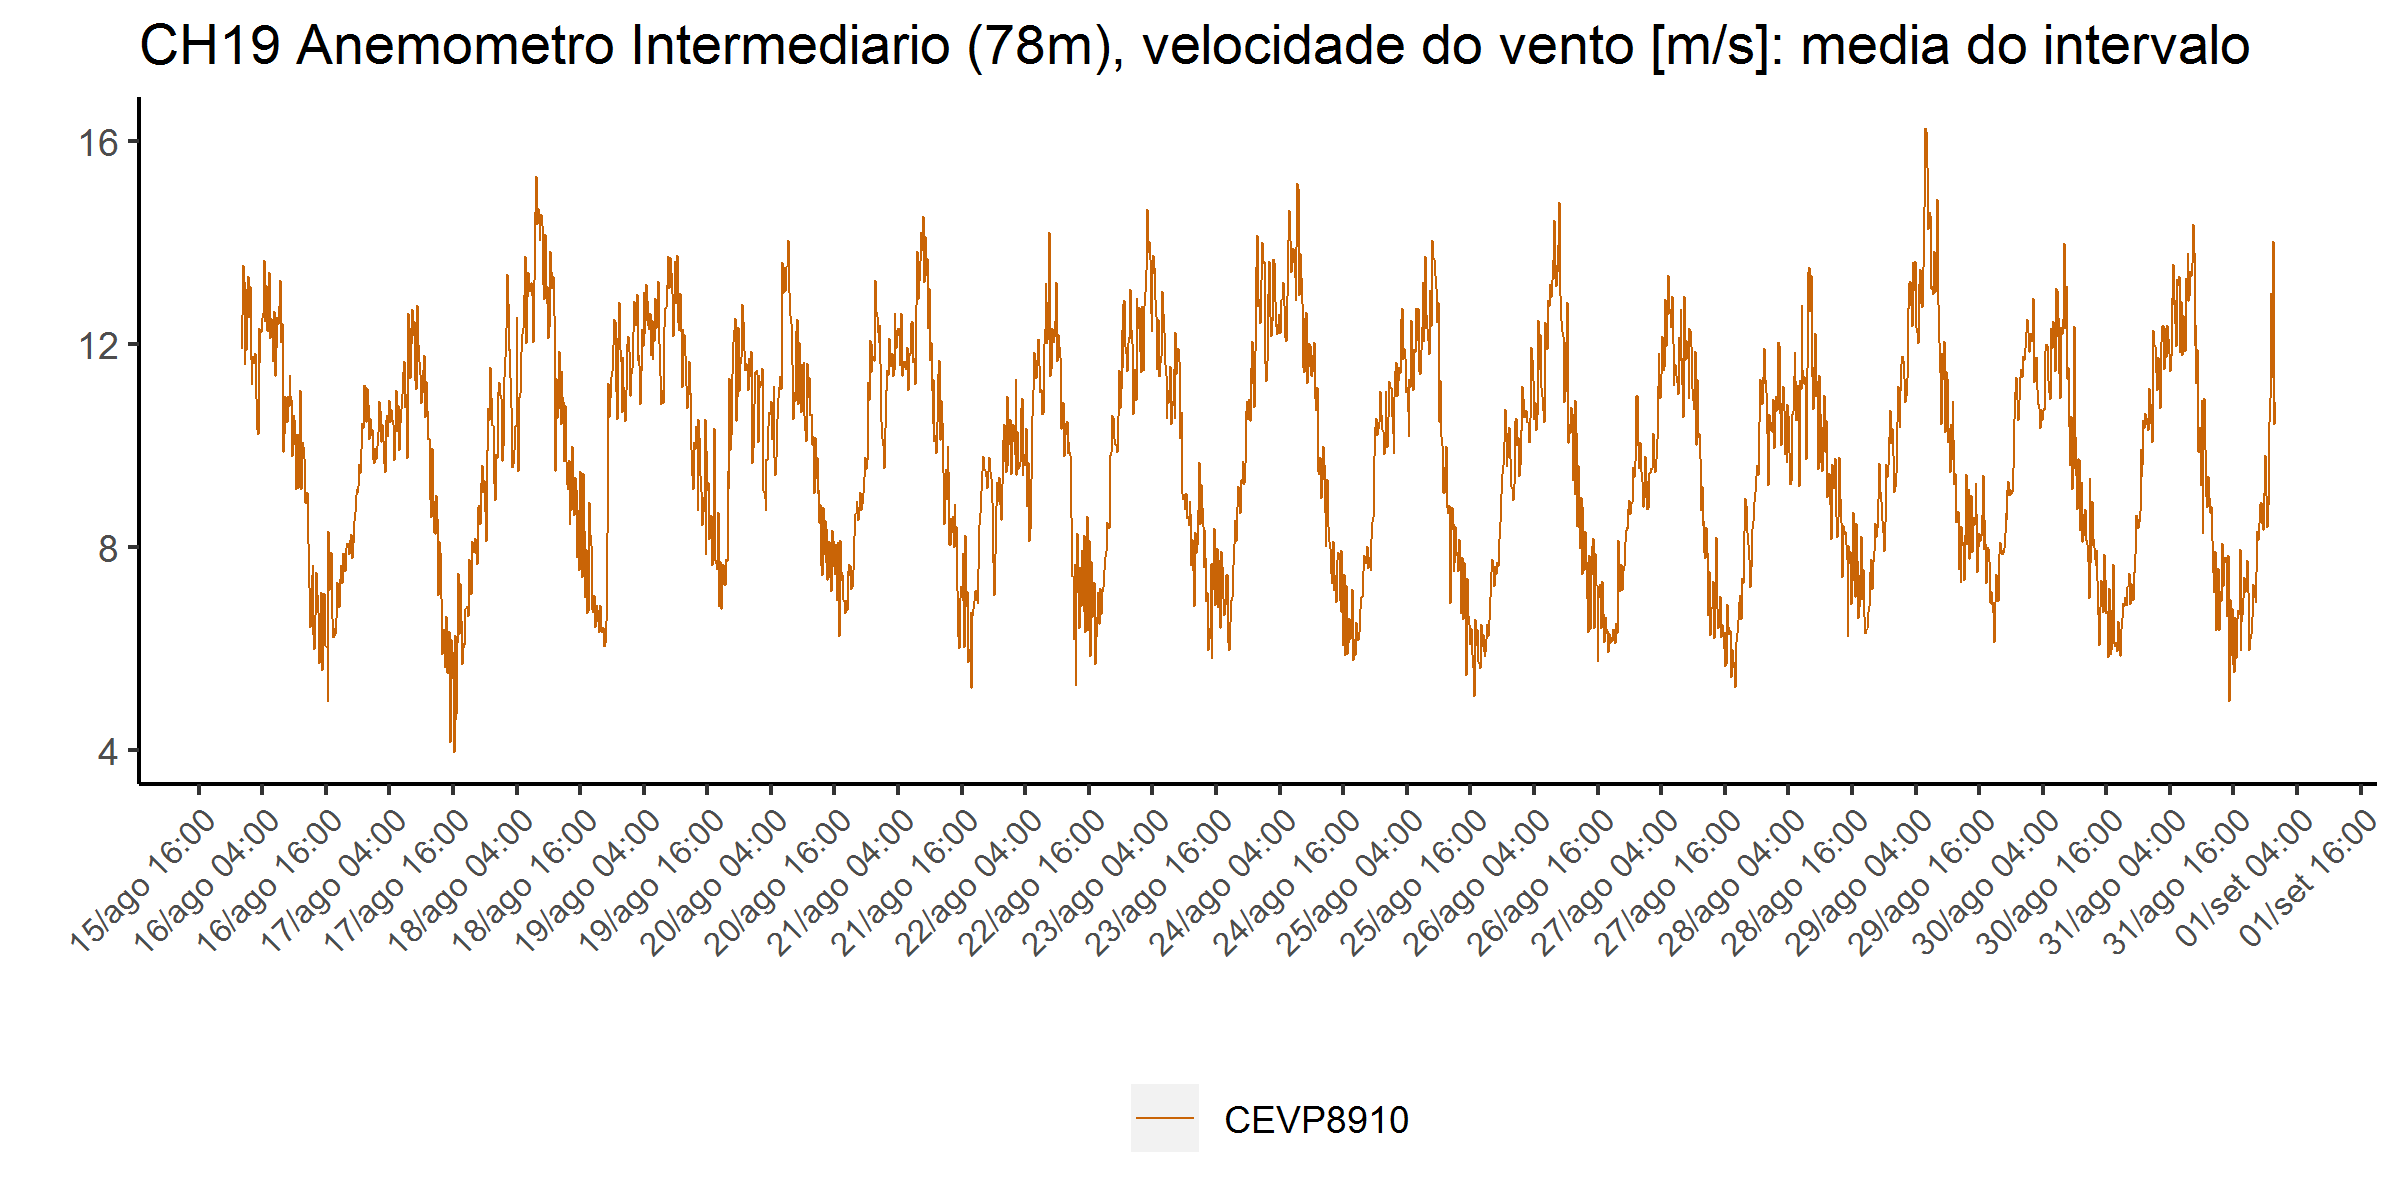 CH19 Anemometro Intermediario (78m), velocidade do vento [m/s]: media do intervalo
16
12
8
4
15/ago 16:00
16/ago 04:00
16/ago 16:00
17/ago 04:00
17/ago 16:00
18/ago 04:00
18/ago 16:00
19/ago 04:00
19/ago 16:00
20/ago 04:00
20/ago 16:00
21/ago 04:00
21/ago 16:00
22/ago 04:00
22/ago 16:00
23/ago 04:00
23/ago 16:00
24/ago 04:00
24/ago 16:00
25/ago 04:00
25/ago 16:00
26/ago 04:00
26/ago 16:00
27/ago 04:00
27/ago 16:00
28/ago 04:00
28/ago 16:00
29/ago 04:00
29/ago 16:00
30/ago 04:00
30/ago 16:00
31/ago 04:00
31/ago 16:00
01/set 04:00
01/set 16:00
CEVP8910